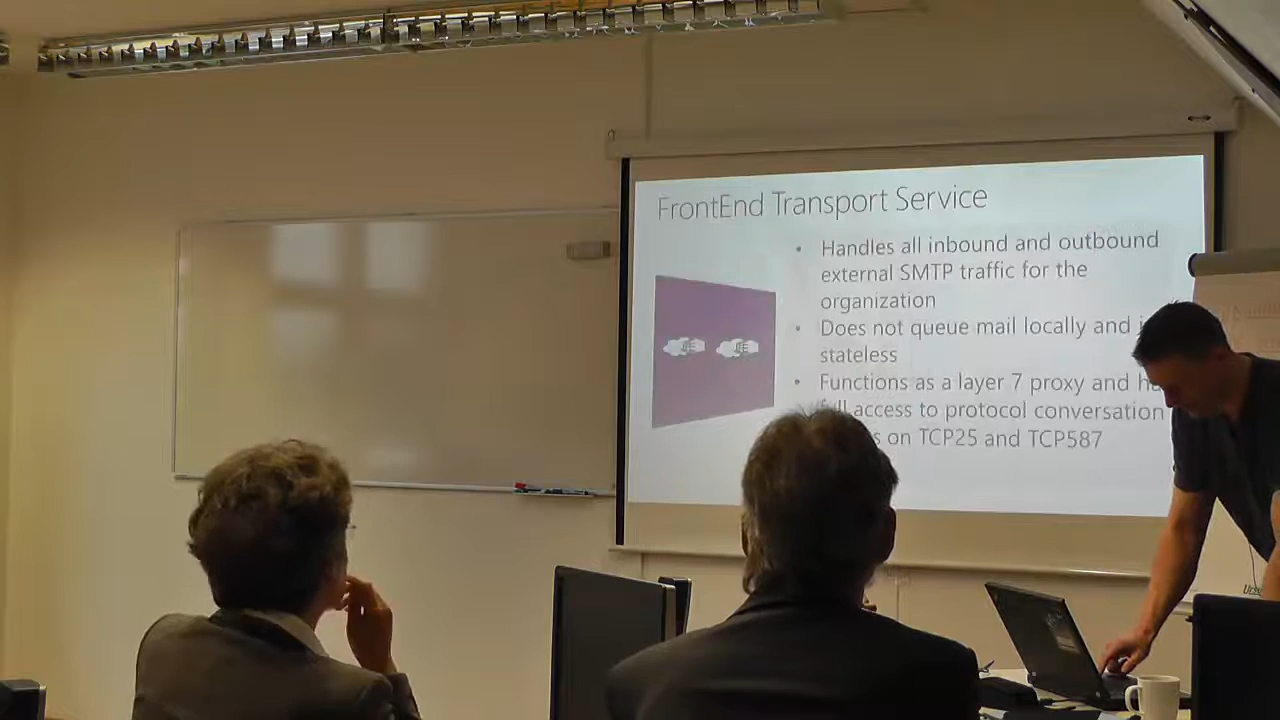 FrontEnd Transport Service
• Handles all inbound and outbound
external SMTP traffic for the
organization
• Does not queue mail locally and
stateless
• Functions as a layer 7 proxy and
access to protocol conversation
on TCP25 and TCP587